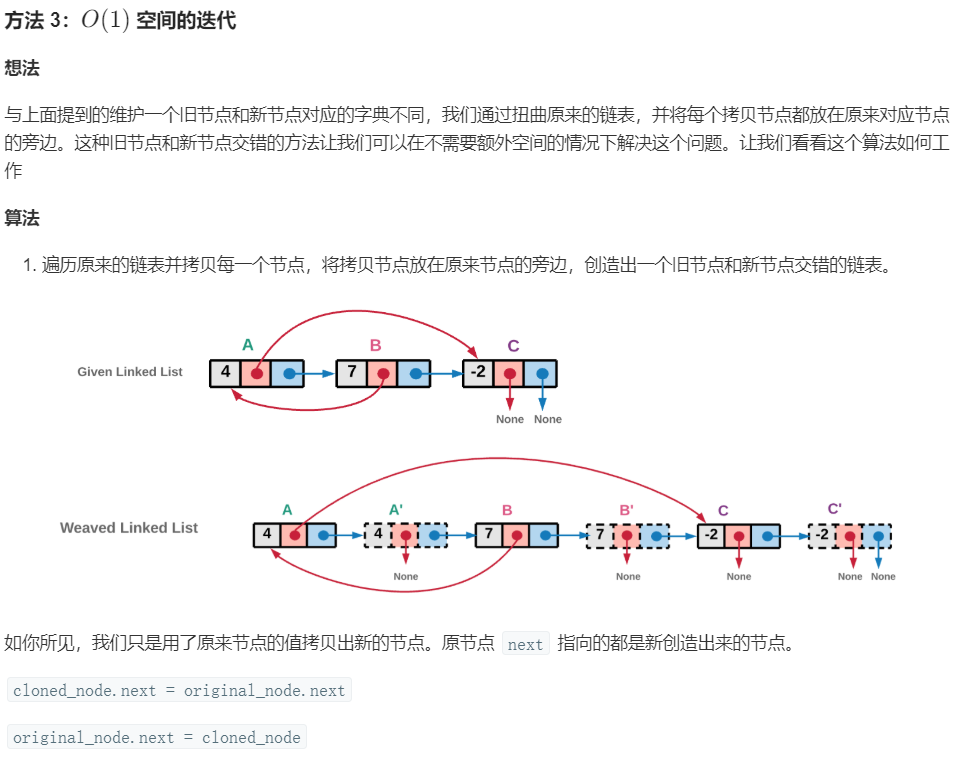 方法 3：O(1) 空间的迭代
想法
与上面提到的维护一个旧节点和新节点对应的字典不同，我们通过扭曲原来的链表，并将每个拷贝节点都放在原来对应节点
的旁边。这种旧节点和新节点交错的方法让我们可以在不需要额外空间的情况下解决这个问题。让我们看看这个算法如何工
作
算法
1. 遍历原来的链表并拷贝每一个节点，将拷贝节点放在原来节点的旁边，创造出一个旧节点和新节点交错的链表。
A B C
Given Linked List 4 7 -2
None None
A A' B B' C C'
Weaved Linked List 4 4 7 7 -2 -2
None None None None None
如你所见，我们只是用了原来节点的值拷贝出新的节点。原节点 next 指向的都是新创造出来的节点。
cloned_node.next = original_node.next
original_node.next = cloned_node